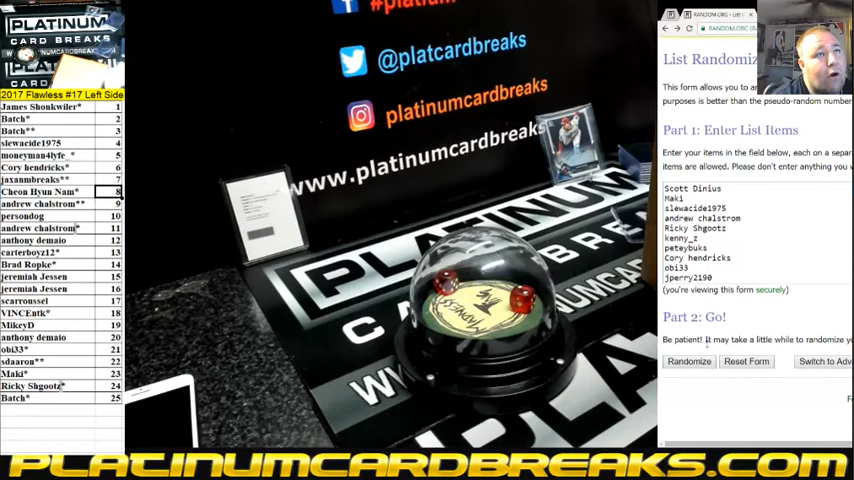 PLATINUM
CARD BREAKS
2017 Flawless #17 Left Side
James Shonkwiler* 1
Batch* 2
Batch** 3
slewacide1975 4
moneyman4lyfe_* 5
Cory hendricks* 6
jaxanmbreaks** 7
Cheon Hyun Nam* 8
andrew chalstrom** 9
persondog 10
andrew chalstrom* 11
anthony demaio 12
carterboyz12* 13
Brad Ropke* 14
jeremiah Jessen 15
jeremiah Jessen 16
scarroussel 17
VINCEntk* 18
MikeyD 19
anthony demaio 20
obi33* 21
sdaaron** 22
Maki* 23
Ricky Shgootz* 24
Batch* 25
@platcardbreaks
platinumcardbreaks
www.platinumcardbreaks
PLATINUM
RANDOM.ORG
List Randomiz
This form allows you to ar
purposes is better than the pseudo-random number
Part 1: Enter List Items
Enter your items in the field below, each on a separ
items are allowed. Please don't enter anything you w
Scott Dinius
Maki
slewacide1975
andrew chalstrom
Ricky Shgootz
kenny_z
peteybuks
Cory hendricks
obi33
jperry2190
(you're viewing this form securely)
Part 2: Go!
Be patient! It may take a little while to randomize yo
Randomize Reset Form Switch to Adv
PLATINUMCARDBREAKS.COM